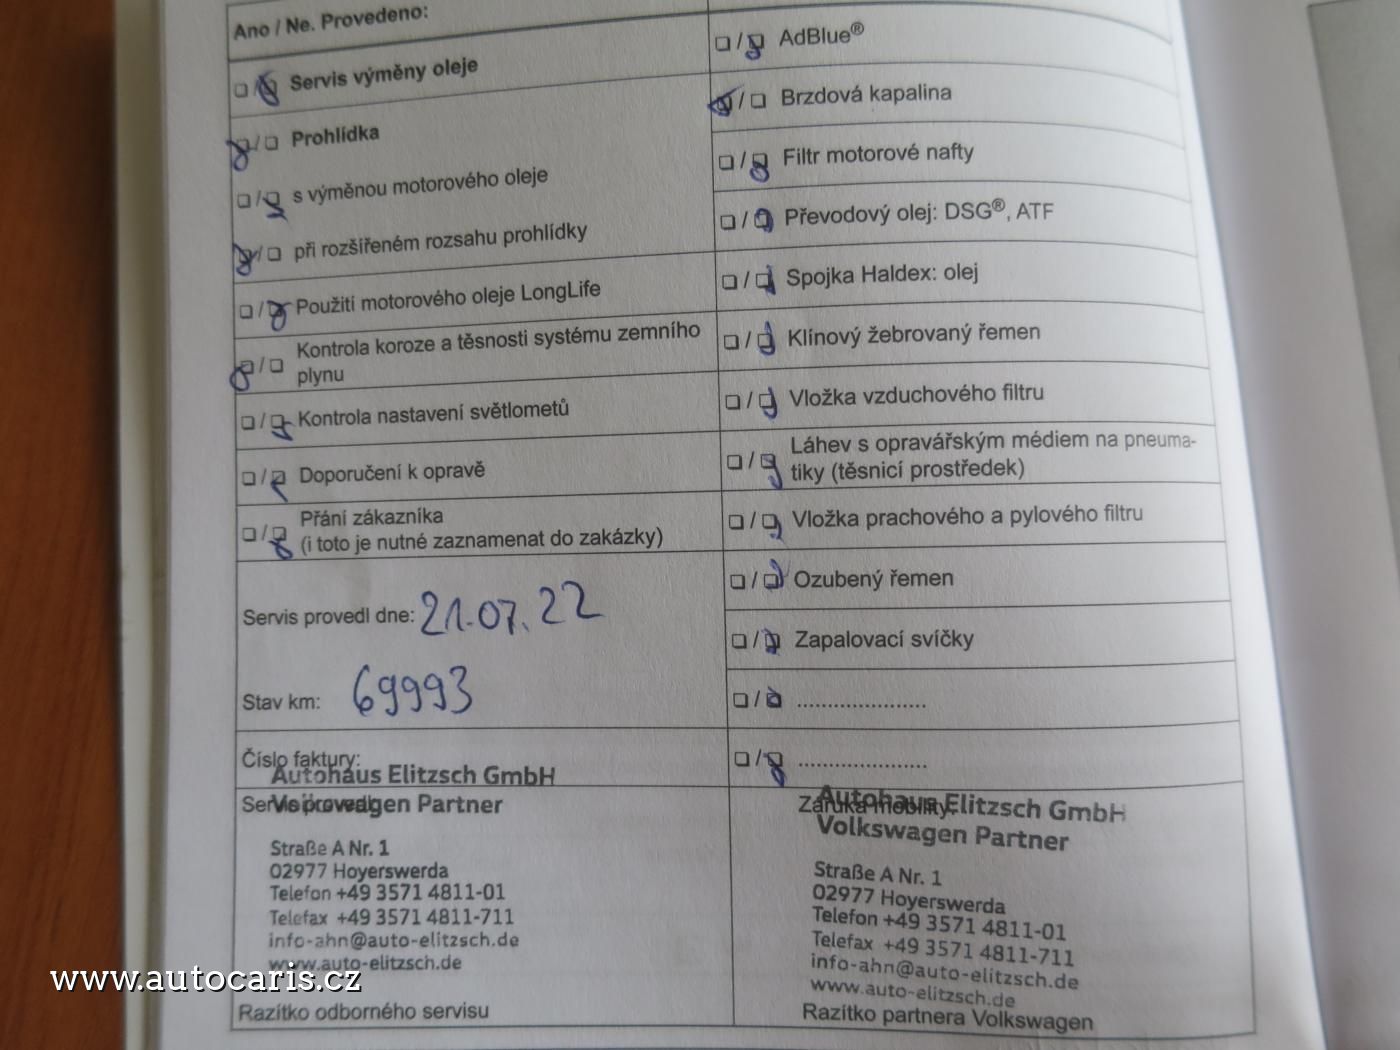 Ano / Ne. Provedeno:
Servis výměny oleje
Prohlídka
s výměnou motorového oleje
při rozšířeném rozsahu prohlídky
Použití motorového oleje LongLife
Kontrola koroze a těsnosti systému zemního
plynu
Kontrola nastavení světlometů
Doporučení k opravě
Přání zákazníka
(i toto je nutné zaznamenat do zakázky)
Servis provedl dne: 21.07.22
Stav km: 69993
Číslo faktury:
Autohaus Elitzsch GmbH
Servis provedl:
Volkswagen Partner
Straße A Nr. 1
02977 Hoyerswerda
Telefon +49 3571 4811-01
Telefax +49 3571 4811-711
info-ahn@auto-elitzsch.de
www.auto-elitzsch.de
Razítko odborného servisu
AdBlue®
Brzdová kapalina
Filtr motorové nafty
Převodový olej: DSG®, ATF
Spojka Haldex: olej
Klínový žebrovaný řemen
Vložka vzduchového filtru
Láhev s opravářským médiem na pneuma-
tiky (těsnicí prostředek)
Vložka prachového a pylového filtru
Ozubený řemen
Zapalovací svíčky
.....................
.....................
Záruka mobility:
Autohaus Elitzsch GmbH
Volkswagen Partner
Straße A Nr. 1
02977 Hoyerswerda
Telefon +49 3571 4811-01
Telefax +49 3571 4811-711
info-ahn@auto-elitzsch.de
www.auto-elitzsch.de
Razítko partnera Volkswagen
www.autocaris.cz